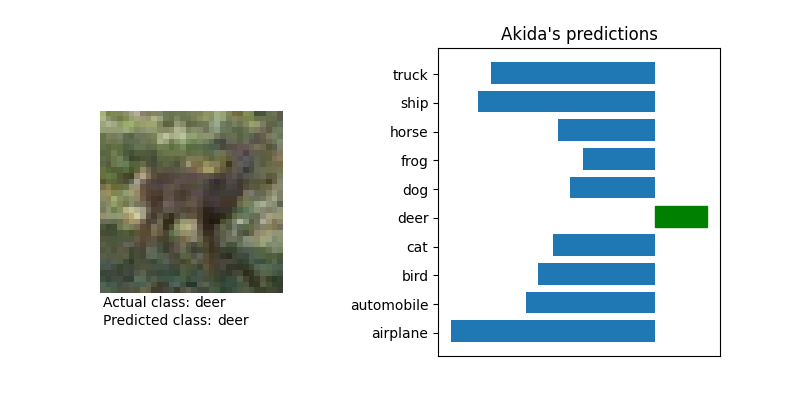 Akida's predictions
truck
ship
horse
frog
dog
deer
cat
bird
automobile
airplane
Actual class: deer
Predicted class: deer